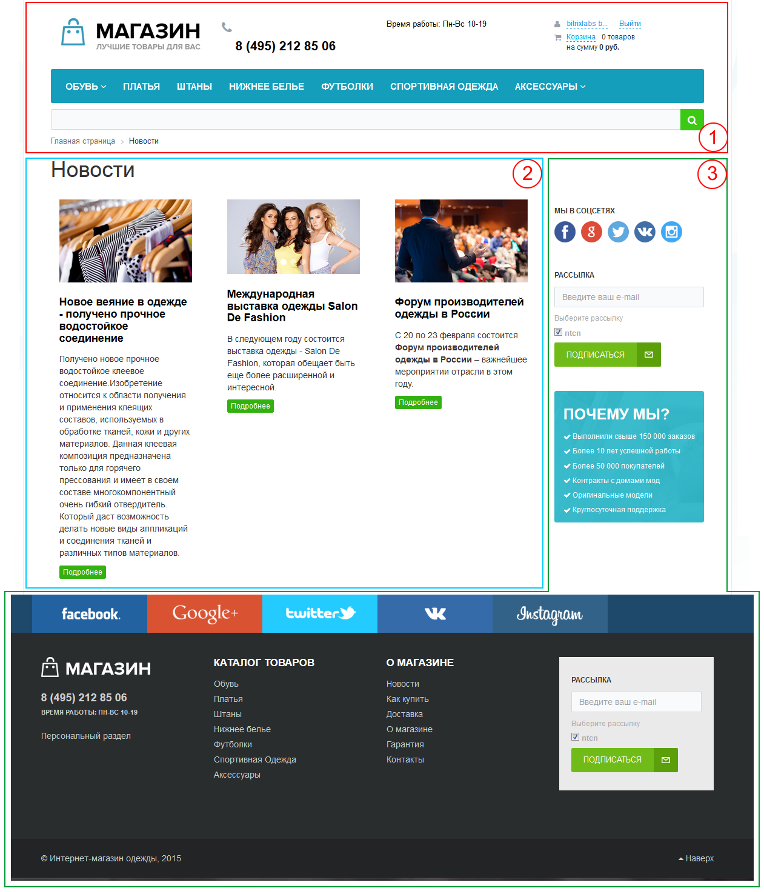 МАГАЗИН
ЛУЧШИЕ ТОВАРЫ ДЛЯ ВАС
8 (495) 212 85 06
Время работы: Пн-Вс 10-19
bitrixlabs b... Выйти
Корзина 0 товаров
на сумму 0 руб.
ОБУВЬ ПЛАТЬЯ ШТАНЫ НИЖНЕЕ БЕЛЬЕ ФУТБОЛКИ СПОРТИВНАЯ ОДЕЖДА АКСЕССУАРЫ
Главная страница > Новости
1
Новости
2
Новое веяние в одежде
- получено прочное
водостойкое
соединение
Получено новое прочное
водостойкое клеевое
соединение.Изобретение
относится к области получения
и применения клеящих
составов, используемых в
обработке тканей, кожи и других
материалов. Данная клеевая
композиция предназначена
только для горячего
прессования и имеет в своем
составе многокомпонентный
очень гибкий отвердитель.
Который даст возможность
делать новые виды аппликаций
и соединения тканей и
различных типов материалов.
Подробнее
Международная
выставка одежды Salon
De Fashion
В следующем году состоится
выставка одежды - Salon De
Fashion, которая обещает быть
еще более расширенной и
интересной.
Подробнее
Форум производителей
одежды в России
С 20 по 23 февраля состоится
Форум производителей
одежды в России – важнейшее
мероприятии отрасли в этом
году.
Подробнее
3
МЫ В СОЦСЕТЯХ
РАССЫЛКА
Введите ваш e-mail
Выберите рассылку
nten
ПОДПИСАТЬСЯ
ПОЧЕМУ МЫ?
Выполнили свыше 150 000 заказов
Более 10 лет успешной работы
Более 50 000 покупателей
Контракты с домами мод
Оригинальные модели
Круглосуточная поддержка
facebook. Google+ twitter Instagram
МАГАЗИН
8 (495) 212 85 06
ВРЕМЯ РАБОТЫ: ПН-ВС 10-19
Персональный раздел
КАТАЛОГ ТОВАРОВ
Обувь
Платья
Штаны
Нижнее белье
Футболки
Спортивная Одежда
Аксессуары
О МАГАЗИНЕ
Новости
Как купить
Доставка
О магазине
Гарантия
Контакты
РАССЫЛКА
Введите ваш e-mail
Выберите рассылку
nten
ПОДПИСАТЬСЯ
© Интернет-магазин одежды, 2015
Наверх